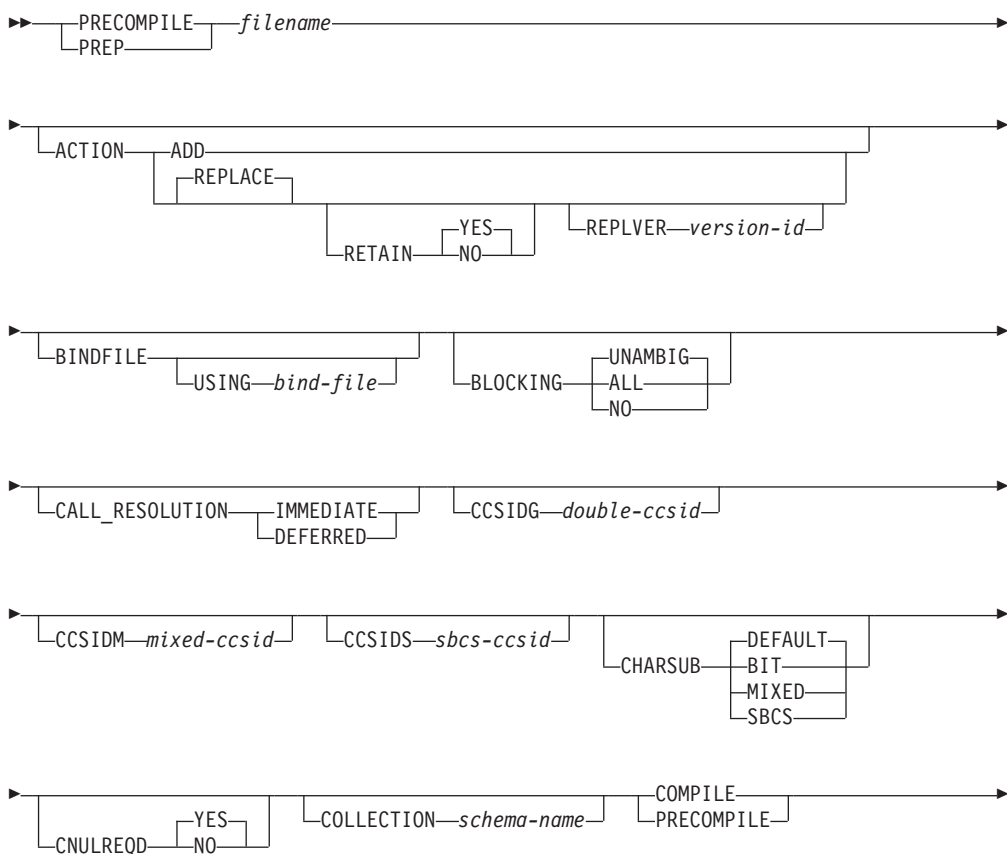 PRECOMPILE filename
PREP
ACTION ADD
REPLACE
YES REPLVER version-id
RETAIN NO
BINDFILE UNAMBIG
USING bind-file BLOCKING ALL
NO
CALL_RESOLUTION IMMEDIATE CCSIDG double-ccsid
DEFERRED
CCSIDM mixed-ccsid CCSIDS sbcs-ccsid DEFAULT
CHARSUB BIT
MIXED
SBCS
YES COLLECTION schema-name COMPILE
CNULREQD NO PRECOMPILE